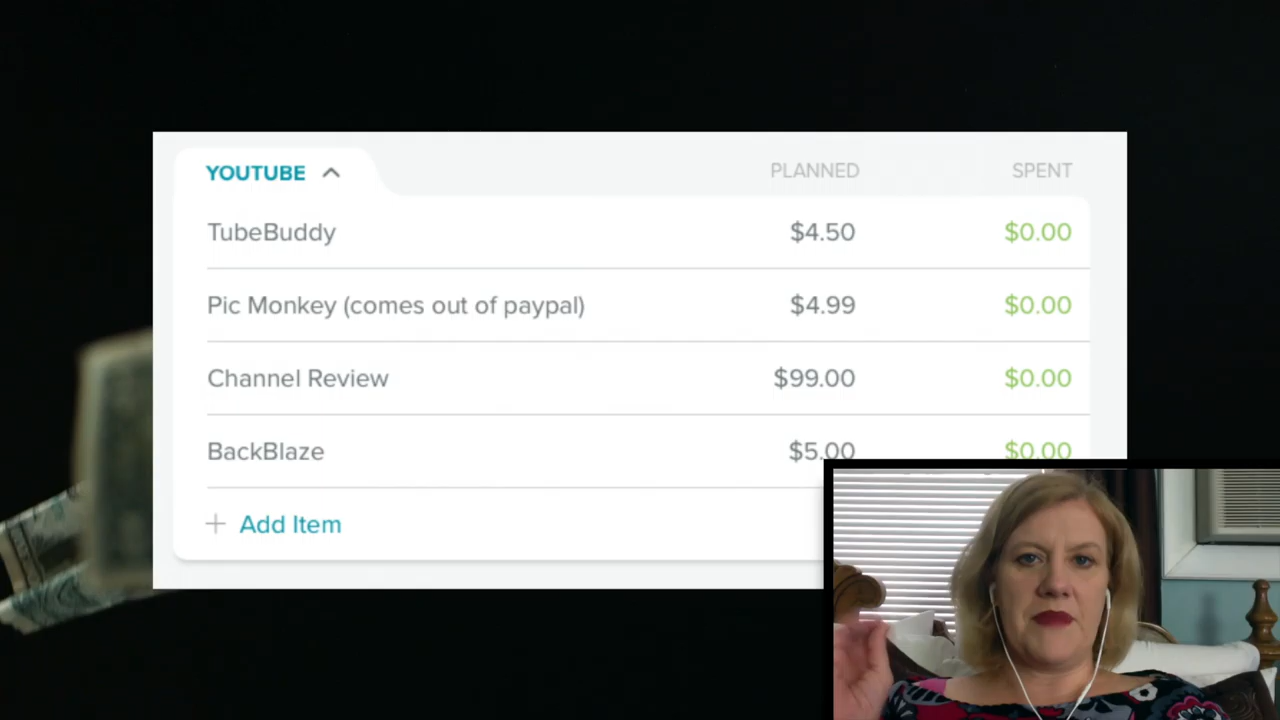 YOUTUBE PLANNED SPENT
TubeBuddy $4.50 $0.00
Pic Monkey (comes out of paypal) $4.99 $0.00
Channel Review $99.00 $0.00
BackBlaze $5.00 $0.00
+ Add Item